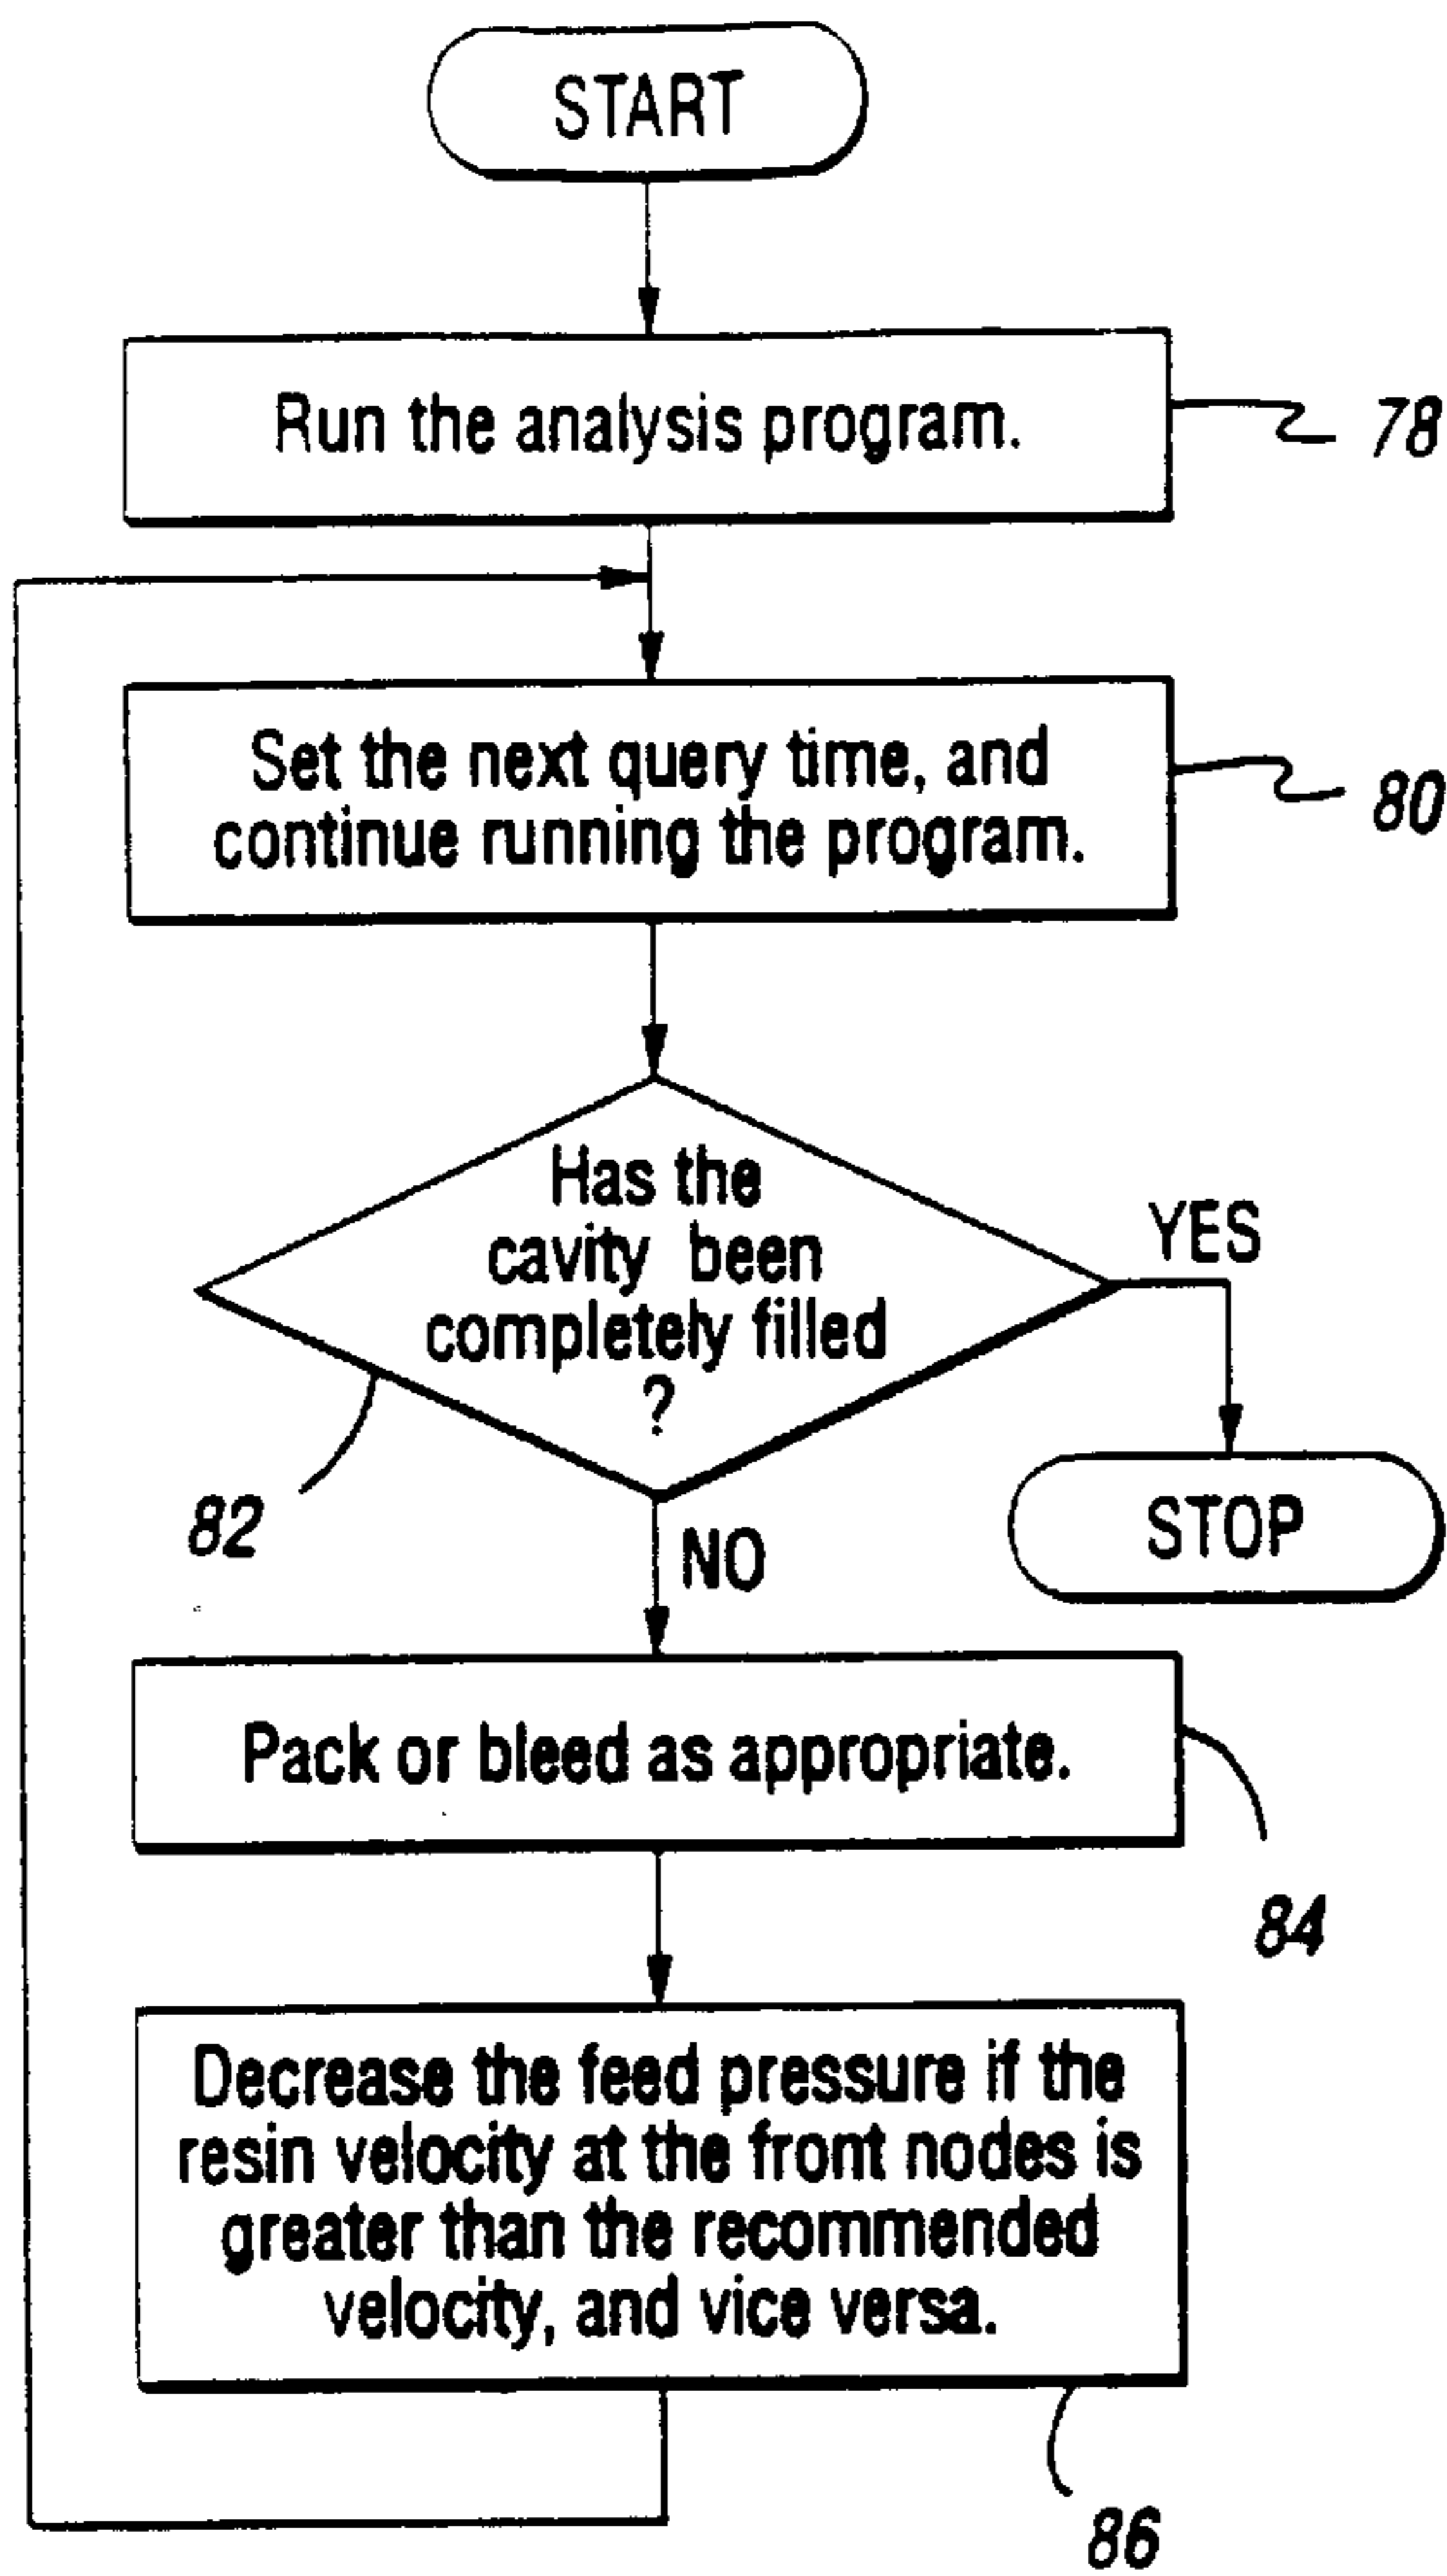 START
Run the analysis program.
78
Set the next query time, and
continue running the program.
80
Has the
cavity been
completely filled
?
YES
82
STOP
NO
Pack or bleed as appropriate.
84
Decrease the feed pressure if the
resin velocity at the front nodes is
greater than the recommended
velocity, and vice versa.
86